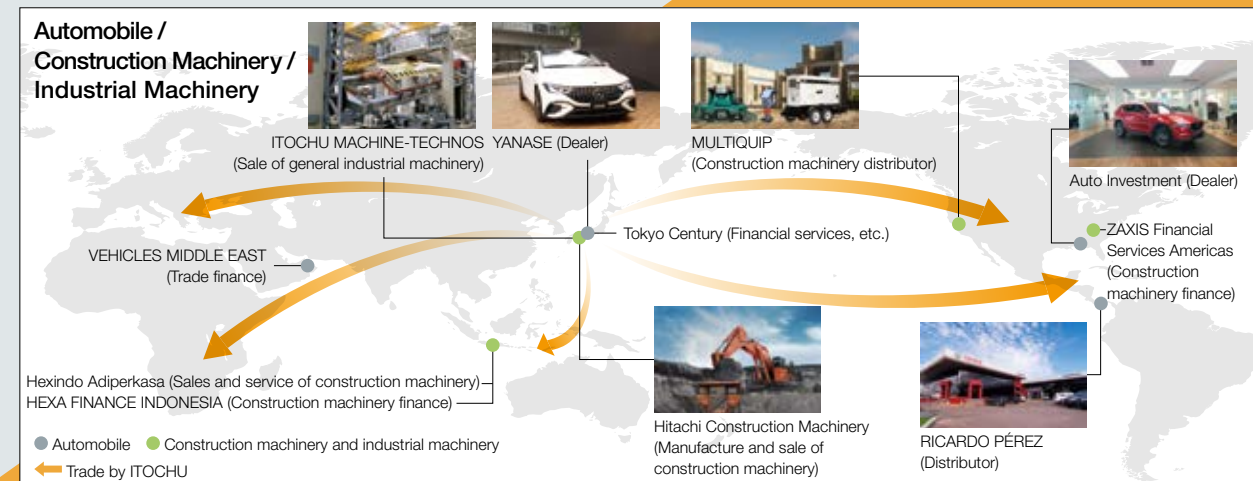 Automobile /
Construction Machinery /
Industrial Machinery
ITOCHU MACHINE-TECHNOS
(Sale of general industrial machinery)
YANASE (Dealer)
MULTIQUIP
(Construction machinery distributor)
Auto Investment (Dealer)
Tokyo Century (Financial services, etc.)
ZAXIS Financial
Services Americas
(Construction
machinery finance)
VEHICLES MIDDLE EAST
(Trade finance)
Hexindo Adiperkasa (Sales and service of construction machinery)
HEXA FINANCE INDONESIA (Construction machinery finance)
Hitachi Construction Machinery
(Manufacture and sale of
construction machinery)
RICARDO PÉREZ
(Distributor)
Automobile
Construction machinery and industrial machinery
Trade by ITOCHU